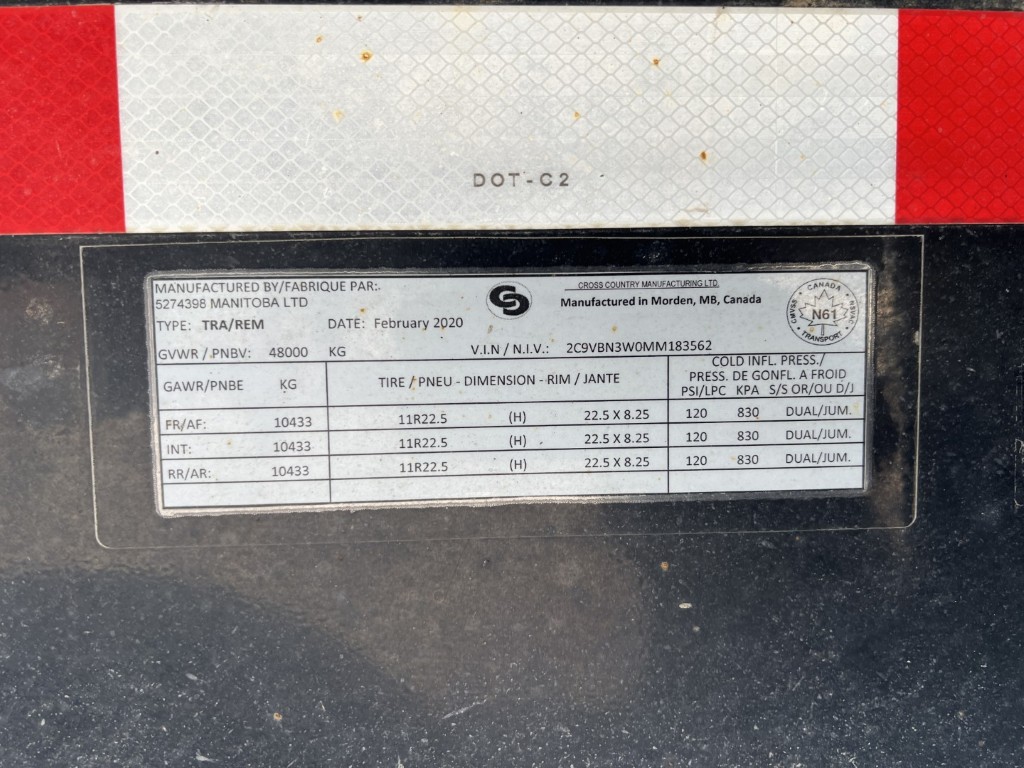 DOT-C2
MANUFACTURED BY/FABRIQUE PAR:.
5274398 MANITOBA LTD
CROSS COUNTRY MANUFACTURING LTD.
Manufactured in Morden, MB, Canada
CANADA
CMVSS N61 NSVAC
TRANSPORT
TYPE: TRA/REM DATE: February 2020
GVWR / PNBV: 48000 KG V.I.N / N.I.V.: 2C9VBN3W0MM183562
GAWR/PNBE KG TIRE / PNEU - DIMENSION - RIM / JANTE
COLD INFL. PRESS./
PRESS. DE GONFL. A FROID
PSI/LPC KPA S/S OR/OU D/J
FR/AF: 10433 11R22.5 (H) 22.5 X 8.25 120 830 DUAL/JUM.
INT: 10433 11R22.5 (H) 22.5 X 8.25 120 830 DUAL/JUM.
RR/AR: 10433 11R22.5 (H) 22.5 X 8.25 120 830 DUAL/JUM.